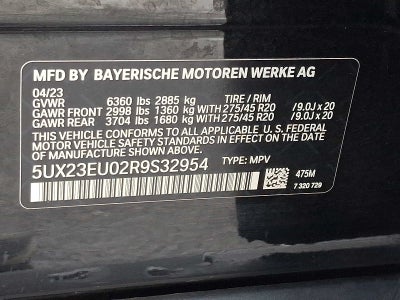 MFD BY BAYERISCHE MOTOREN WERKE AG
04/23
GVWR 6360 lbs 2885 kg TIRE / RIM
GAWR FRONT 2998 lbs 1360 kg WITH 275/45 R20 /9.0J x 20
GAWR REAR 3704 lbs 1680 kg WITH 275/45 R20 /9.0J x 20
THIS VEHICLE CONFORMS TO ALL APPLICABLE U.S. FEDERAL
MOTOR VEHICLE SAFETY STANDARDS IN EFFECT ON THE DATE
OF MANUFACTURE SHOWN ABOVE.
5UX23EU02R9S32954 TYPE: MPV
475M
7 320 729